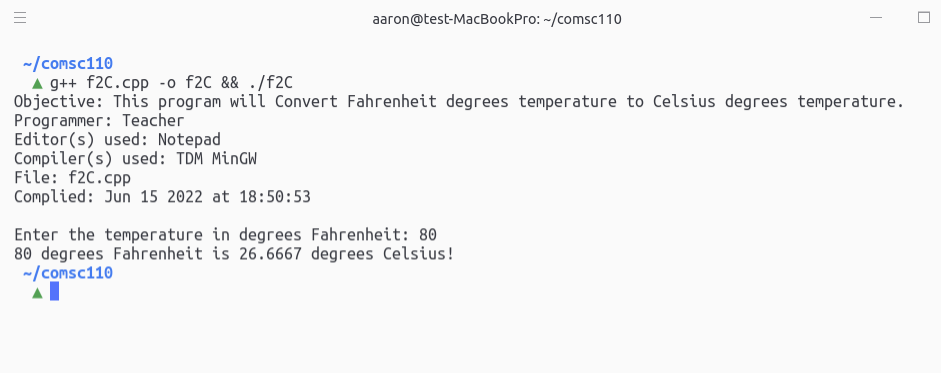 aaron@test-MacBookPro: ~/comsc110
~/comsc110
▲ g++ f2C.cpp -o f2C && ./f2C
Objective: This program will Convert Fahrenheit degrees temperature to Celsius degrees temperature.
Programmer: Teacher
Editor(s) used: Notepad
Compiler(s) used: TDM MinGW
File: f2C.cpp
Complied: Jun 15 2022 at 18:50:53
Enter the temperature in degrees Fahrenheit: 80
80 degrees Fahrenheit is 26.6667 degrees Celsius!
~/comsc110
▲